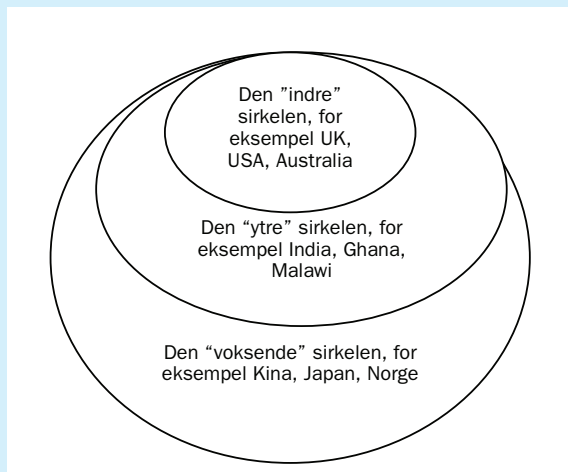 Den ”indre”
sirkelen, for
eksempel UK,
USA, Australia
Den “ytre” sirkelen, for
eksempel India, Ghana,
Malawi
Den “voksende” sirkelen, for
eksempel Kina, Japan, Norge